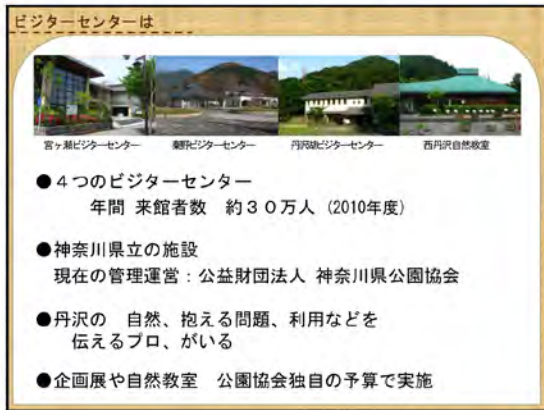 ビジターセンターは
宮ヶ瀬ビジターセンター 秦野ビジターセンター 丹沢湖ビジターセンター 西丹沢自然教室
●４つのビジターセンター
年間 来館者数 約３０万人（2010年度）
●神奈川県立の施設
現在の管理運営：公益財団法人 神奈川県公園協会
●丹沢の 自然、抱える問題、利用などを
伝えるプロ、がいる
●企画展や自然教室 公園協会独自の予算で実施